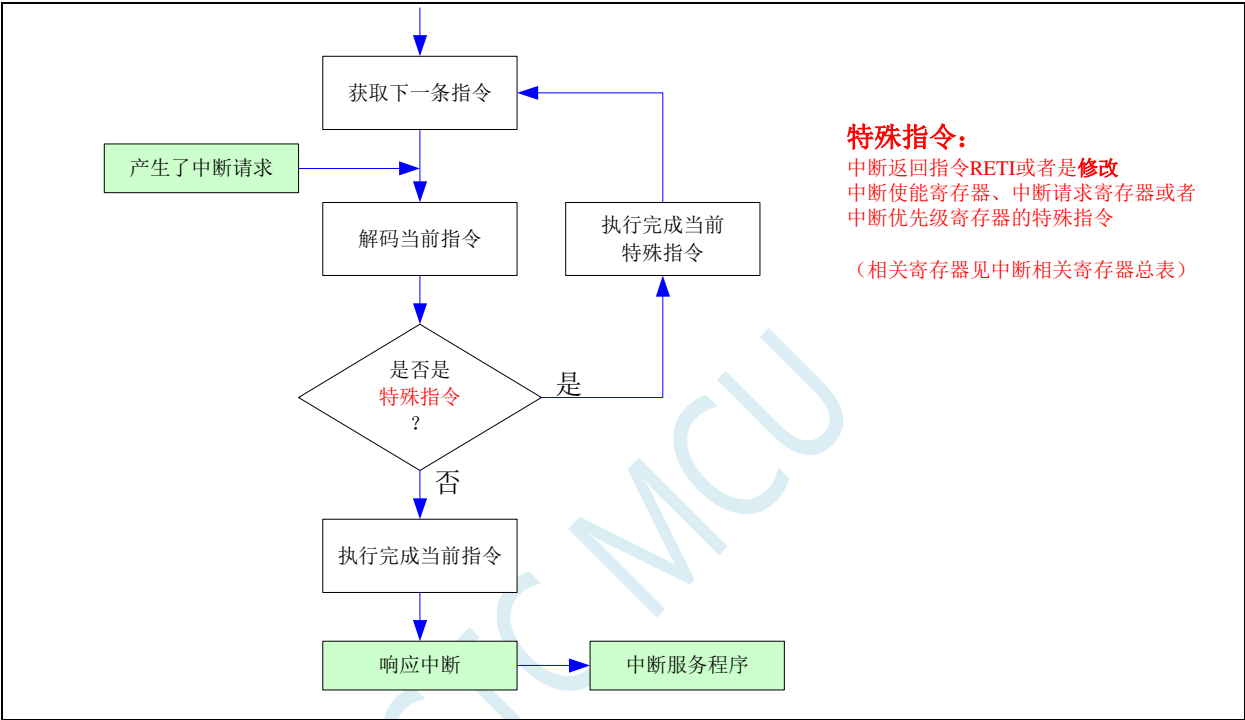 获取下一条指令
产生了中断请求
解码当前指令
执行完成当前
特殊指令
是否是
特殊指令
？
是
否
执行完成当前指令
响应中断
中断服务程序
特殊指令：
中断返回指令RETI或者是修改
中断使能寄存器、中断请求寄存器或者
中断优先级寄存器的特殊指令
（相关寄存器见中断相关寄存器总表）
STC MCU